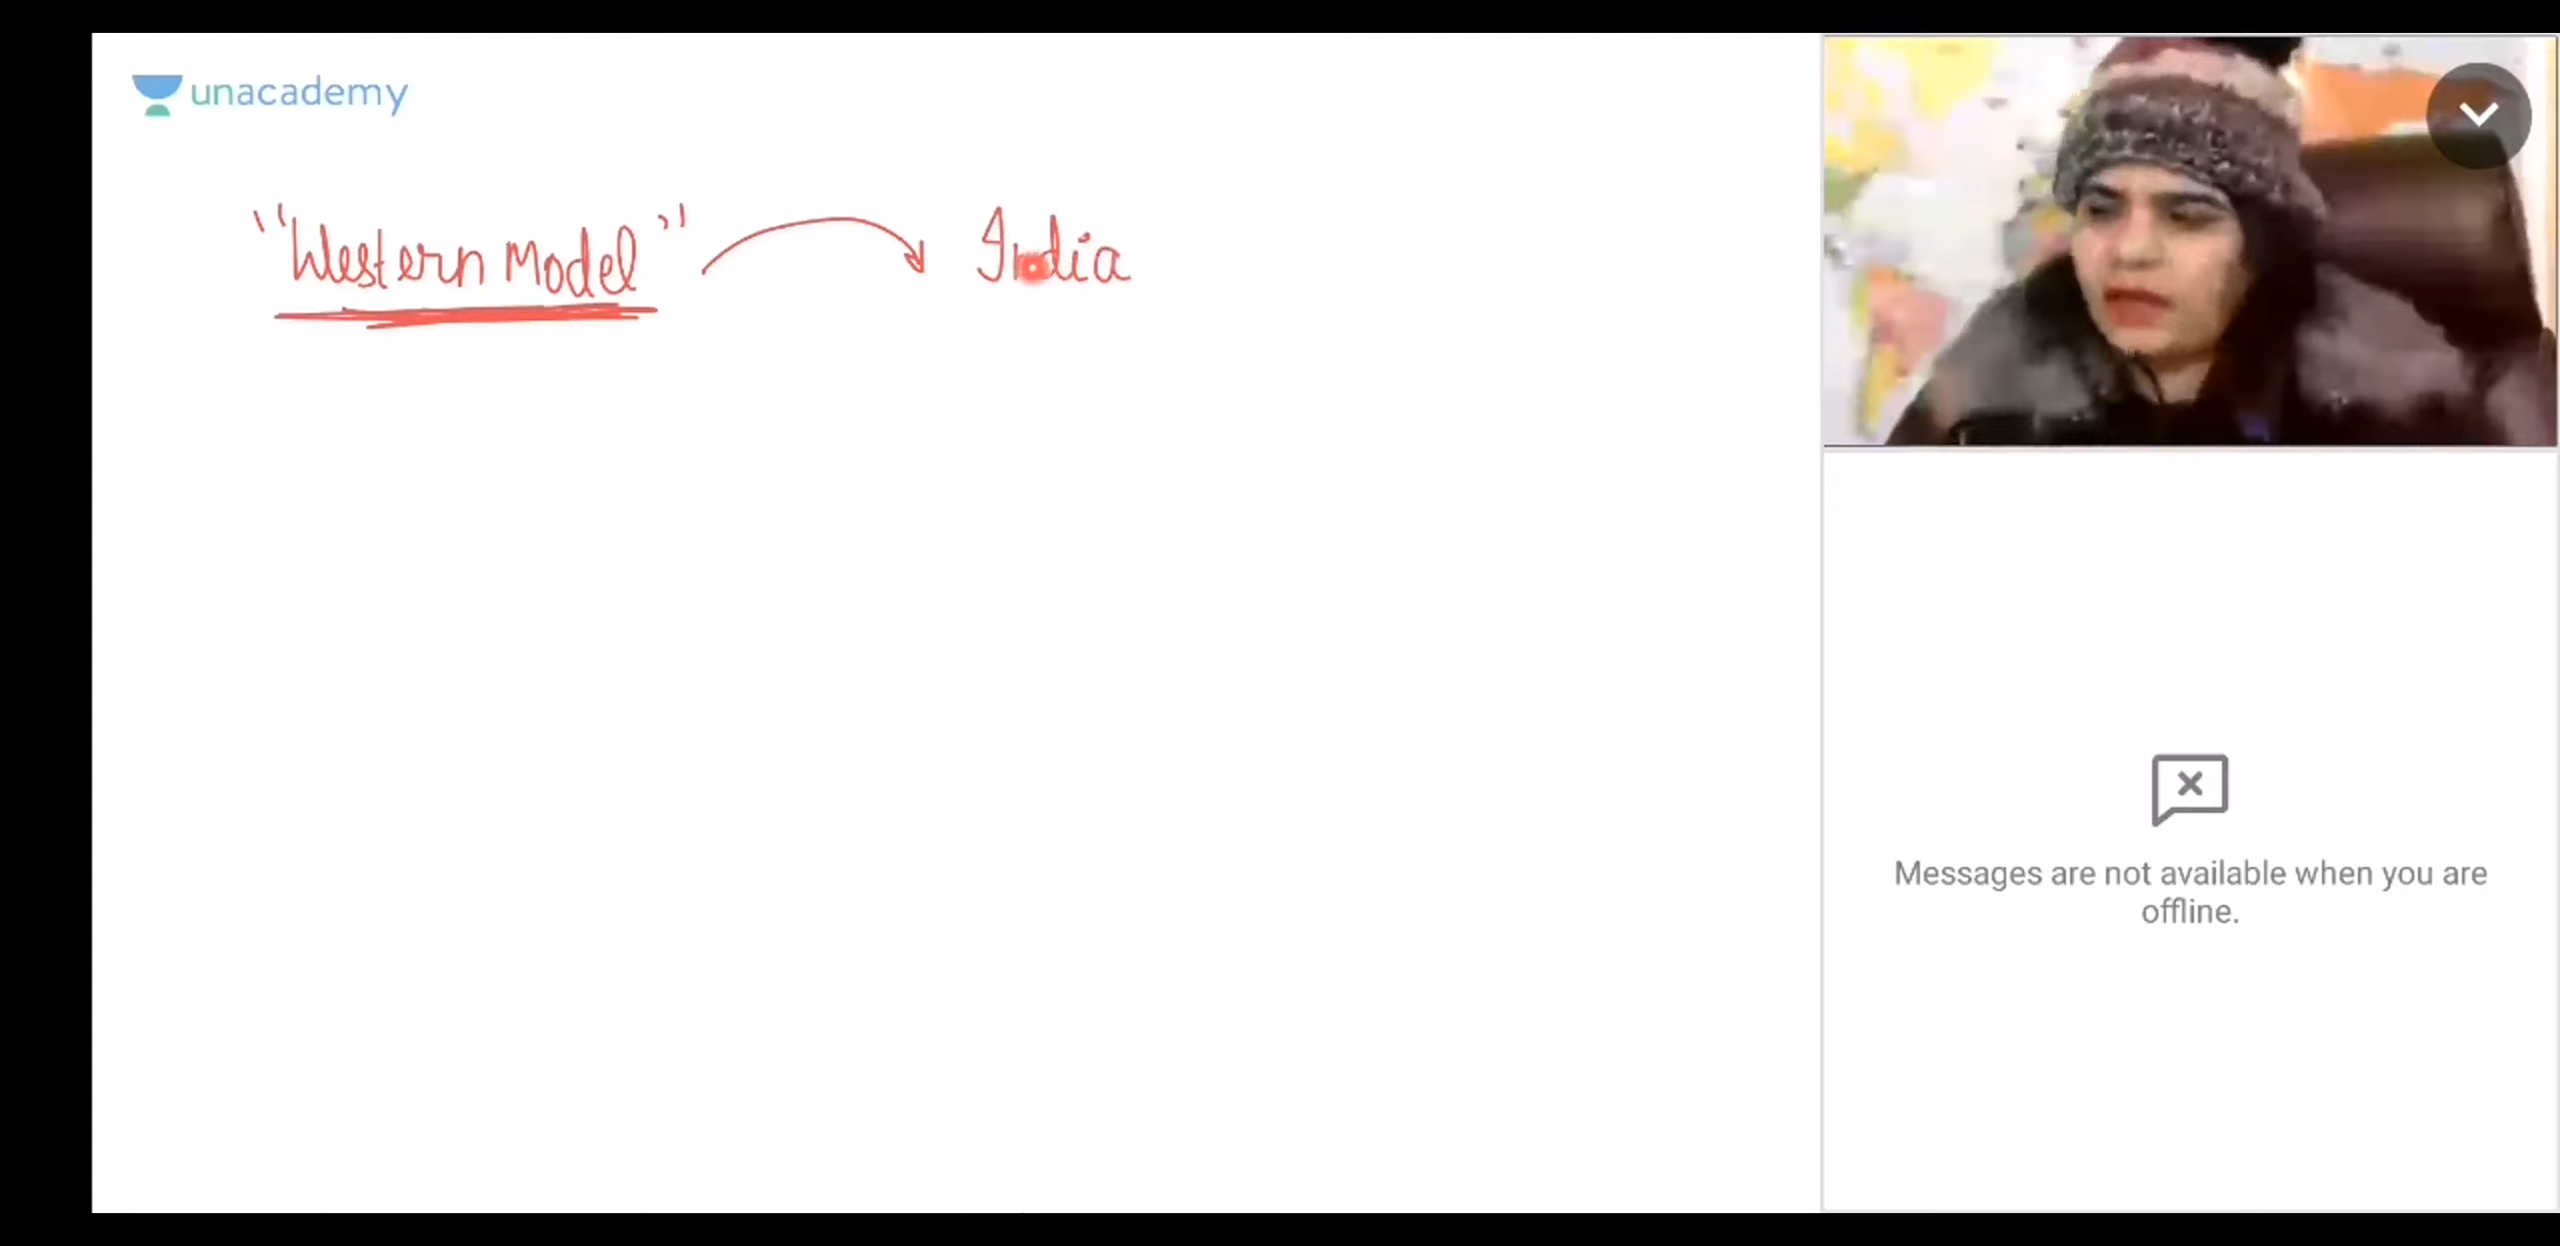 unacademy
"Western Model" India
Messages are not available when you are
offline.